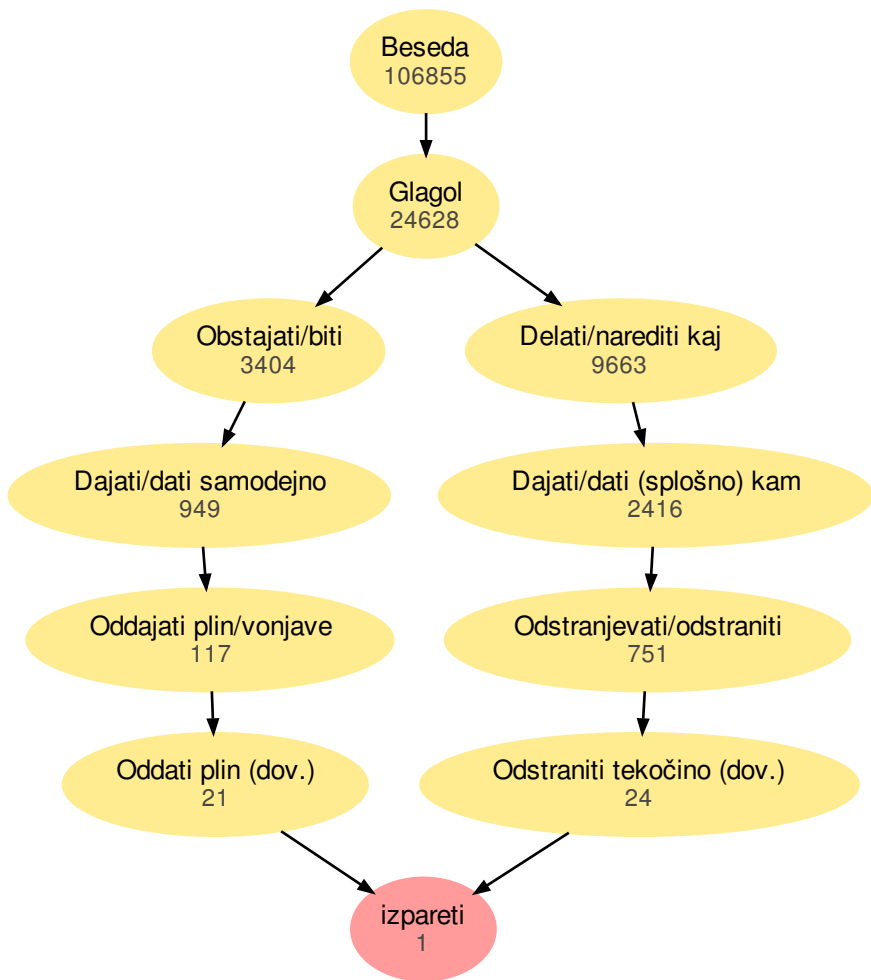 Beseda
106855
Glagol
24628
Obstajati/biti
3404
Delati/narediti kaj
9663
Dajati/dati samodejno
949
Dajati/dati (splošno) kam
2416
Oddajati plin/vonjave
117
Odstranjevati/odstraniti
751
Oddati plin (dov.)
21
Odstraniti tekočino (dov.)
24
izpareti
1